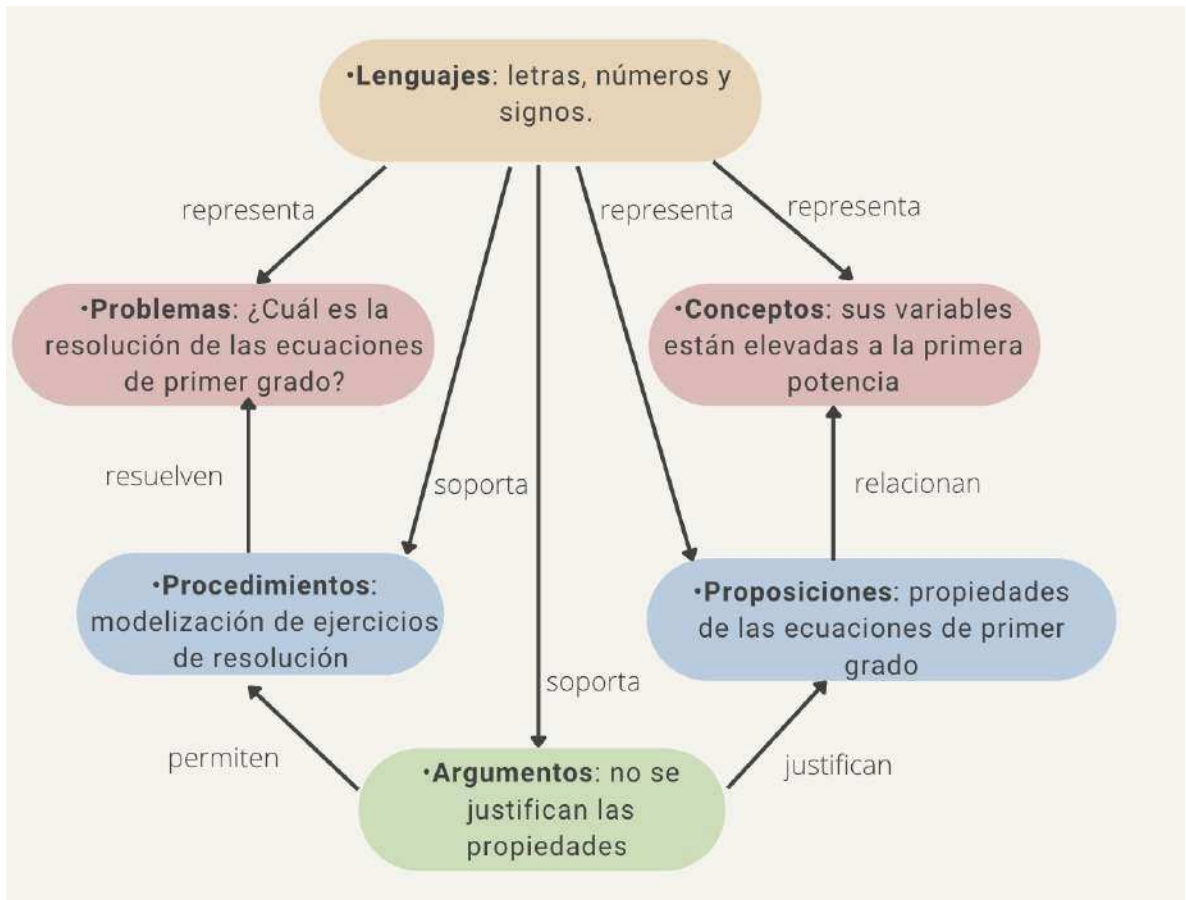 •Lenguajes: letras, números y
signos.
representa
representa
representa
•Problemas: ¿Cuál es la
resolución de las ecuaciones
de primer grado?
•Conceptos: sus variables
están elevadas a la primera
potencia
resuelven
soporta
relacionan
•Procedimientos:
modelización de ejercicios
de resolución
•Proposiciones: propiedades
de las ecuaciones de primer
grado
soporta
permiten
justifican
•Argumentos: no se
justifican las
propiedades